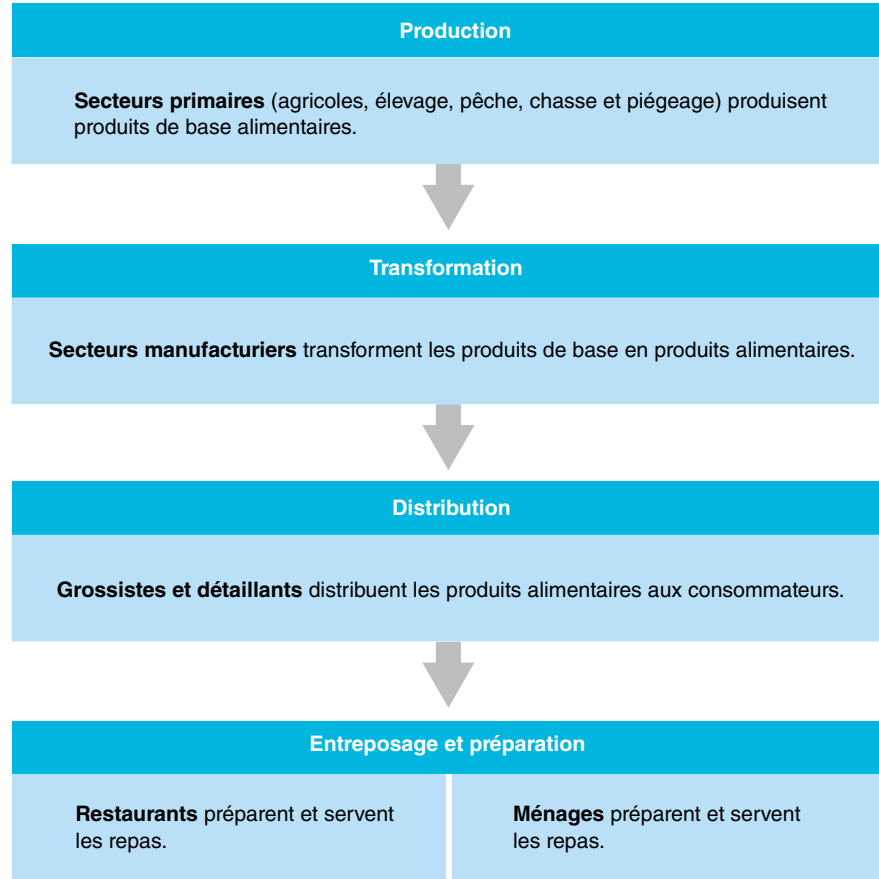 Production
Secteurs primaires (agricoles, élevage, pêche, chasse et piégeage) produisent
produits de base alimentaires.
Transformation
Secteurs manufacturiers transforment les produits de base en produits alimentaires.
Distribution
Grossistes et détaillants distribuent les produits alimentaires aux consommateurs.
Entreposage et préparation
Restaurants préparent et servent
les repas.
Ménages préparent et servent
les repas.